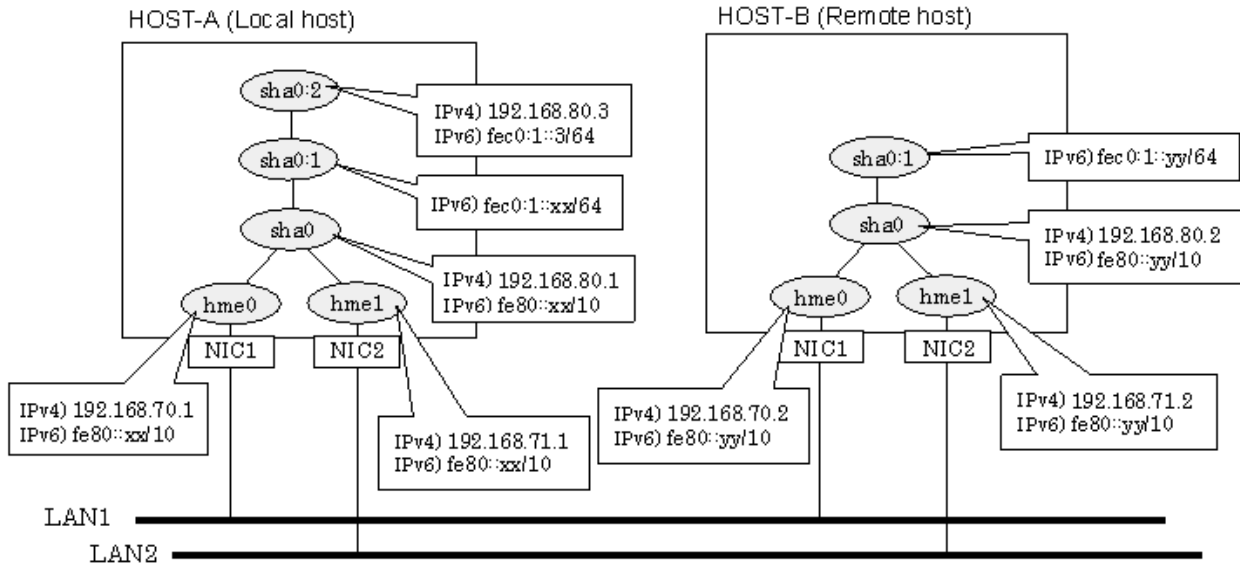 HOST-A (Local host)
sha0:2
IPv4) 192.168.80.3
IPv6) fec0:1::3/64
sha0:1
IPv6) fec0:1::xx/64
sha0
IPv4) 192.168.80.1
IPv6) fe80::xx/10
hme0
hme1
NIC1
NIC2
IPv4) 192.168.70.1
IPv6) fe80::xx/10
IPv4) 192.168.71.1
IPv6) fe80::xx/10
HOST-B (Remote host)
sha0:1
IPv6) fec0:1::yy/64
sha0
IPv4) 192.168.80.2
IPv6) fe80::yy/10
hme0
hme1
NIC1
NIC2
IPv4) 192.168.70.2
IPv6) fe80::yy/10
IPv4) 192.168.71.2
IPv6) fe80::yy/10
LAN1
LAN2